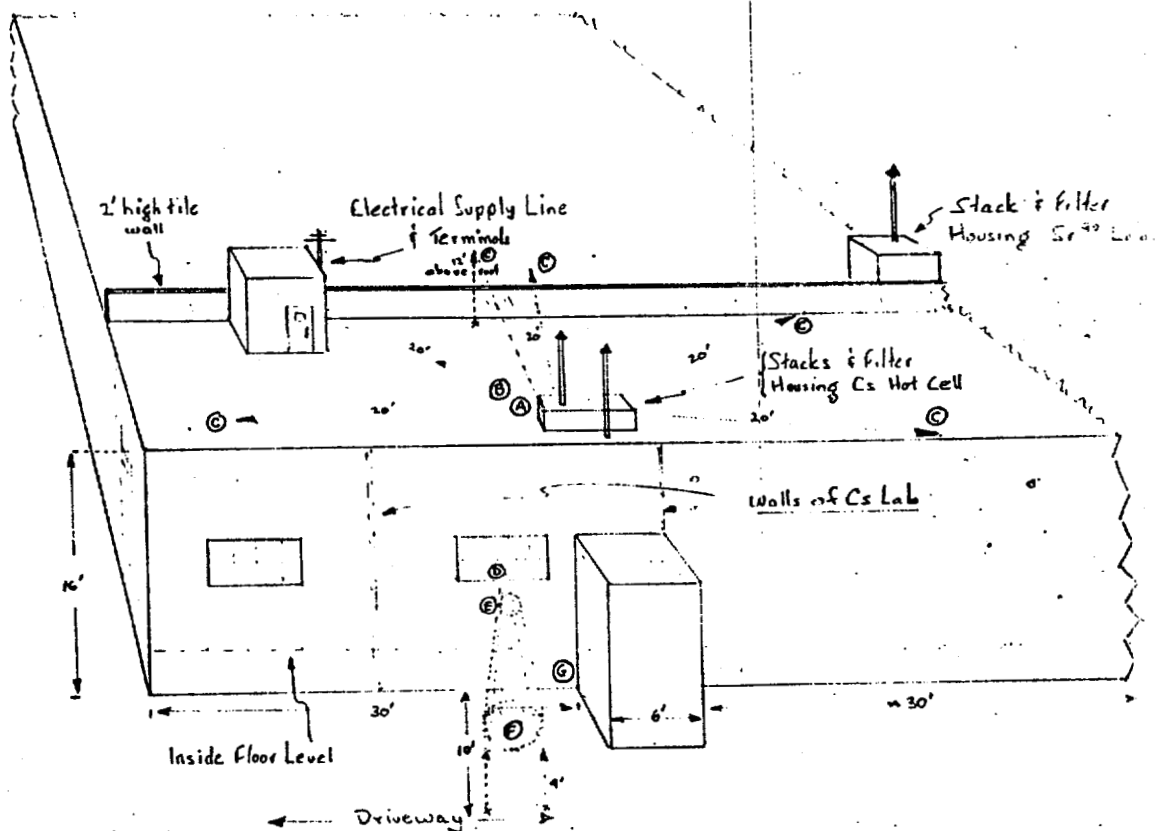 2' high tile
wall
Electrical Supply Line
& Terminals
12'
above roof
C
C
Stack & Filter
Housing Sr⁹⁰
C
20'
20'
20'
Stacks & Filter
Housing Cs Hot Cell
B
A
20'
20'
C
C
Walls of Cs Lab
16'
D
E
G
30'
6'
≈ 30'
F
10'
4'
Inside Floor Level
Driveway